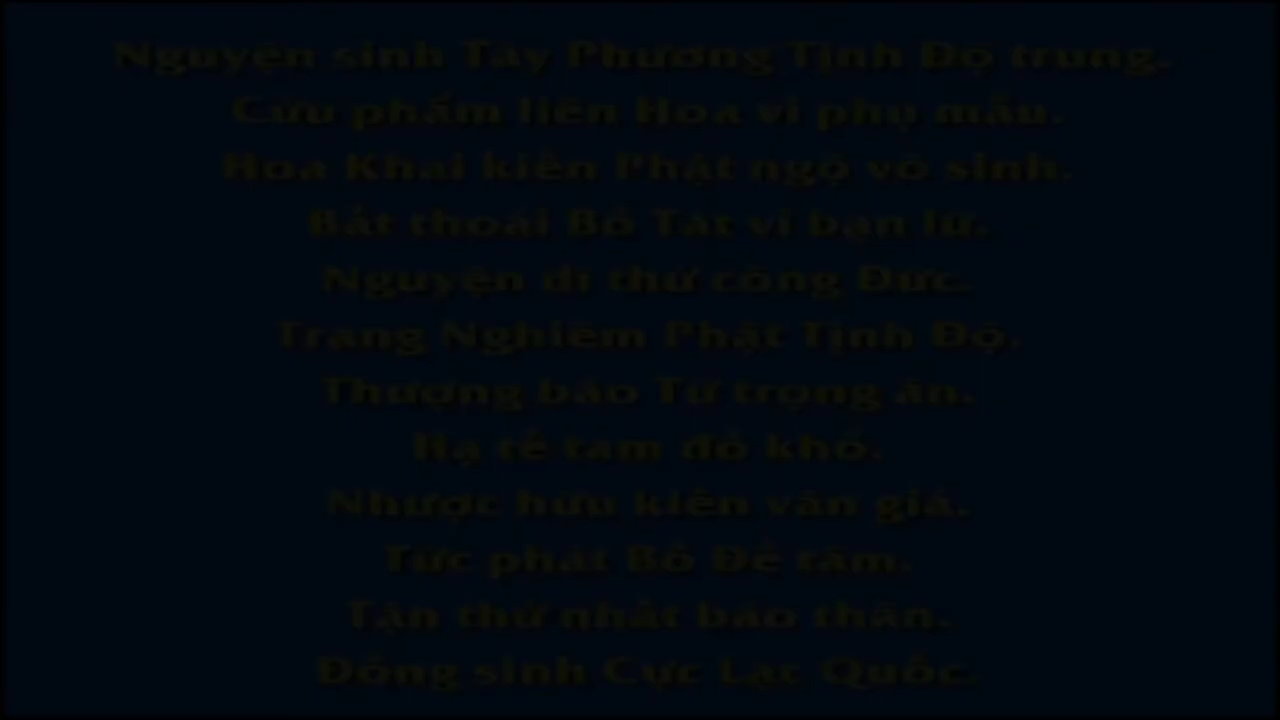 Nguyện sinh Tây Phương Tịnh Độ trung.
Cửu phẩm liên Hoa vi phụ mẫu.
Hoa Khai kiến Phật ngộ vô sinh.
Bất thoái Bồ Tát vi bạn lữ.
Nguyện dĩ thử công Đức.
Trang Nghiêm Phật Tịnh Độ.
Thượng báo Tứ trọng ân.
Hạ tế tam đồ khổ.
Nhược hữu kiến văn giả.
Tức phát Bồ Đề tâm.
Tận thử nhất báo thân.
Đồng sinh Cực Lạc Quốc.